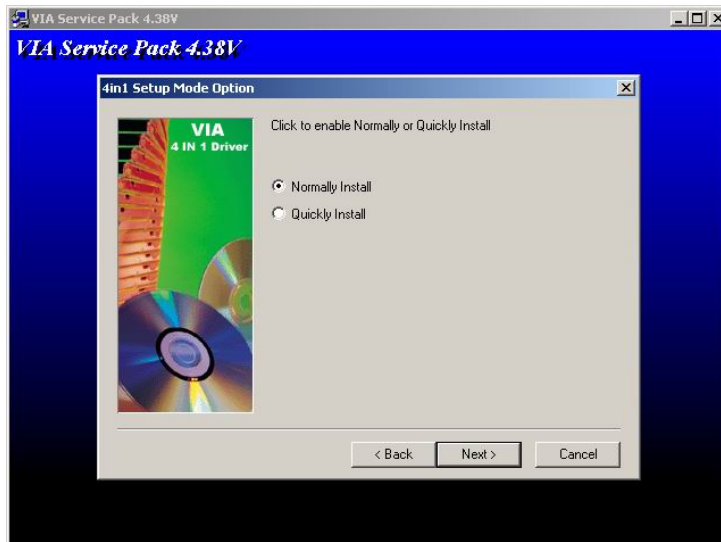 VIA Service Pack 4.38V
VIA Service Pack 4.38V
4in1 Setup Mode Option
VIA
4 IN 1 Driver
Click to enable Normally or Quickly Install
Normally Install
Quickly Install
< Back
Next >
Cancel